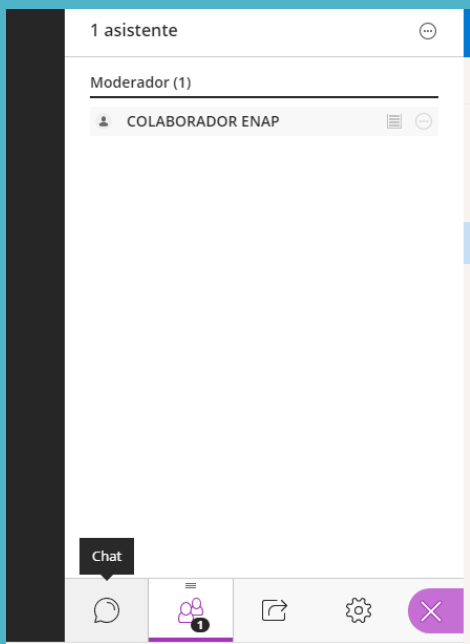 1 asistente
Moderador (1)
COLABORADOR ENAP
Chat
1